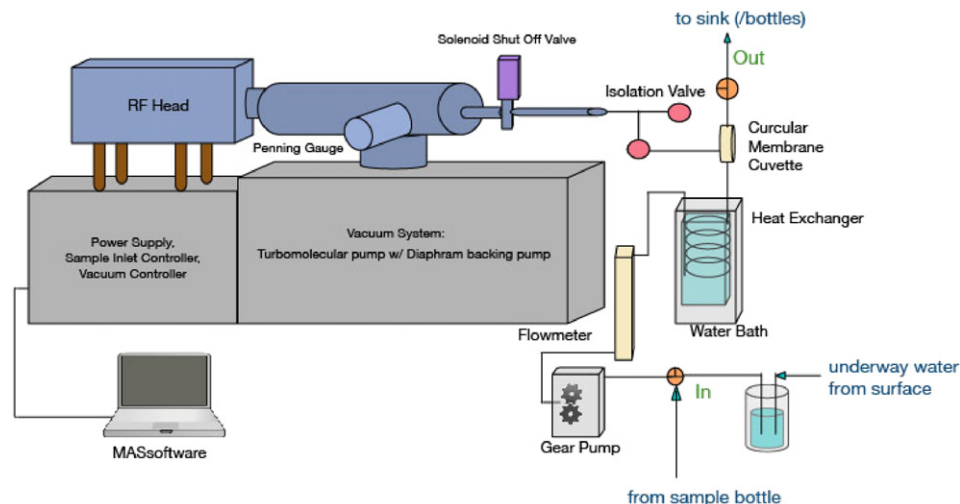 to sink (/bottles)
Solenoid Shut Off Valve
Out
RF Head
Isolation Valve
Penning Gauge
Curcular
Membrane
Cuvette
Heat Exchanger
Power Supply,
Sample Inlet Controller,
Vacuum Controller
Vacuum System:
Turbomolecular pump w/ Diaphram backing pump
Flowmeter
Water Bath
underway water
from surface
In
Gear Pump
MASsoftware
from sample bottle